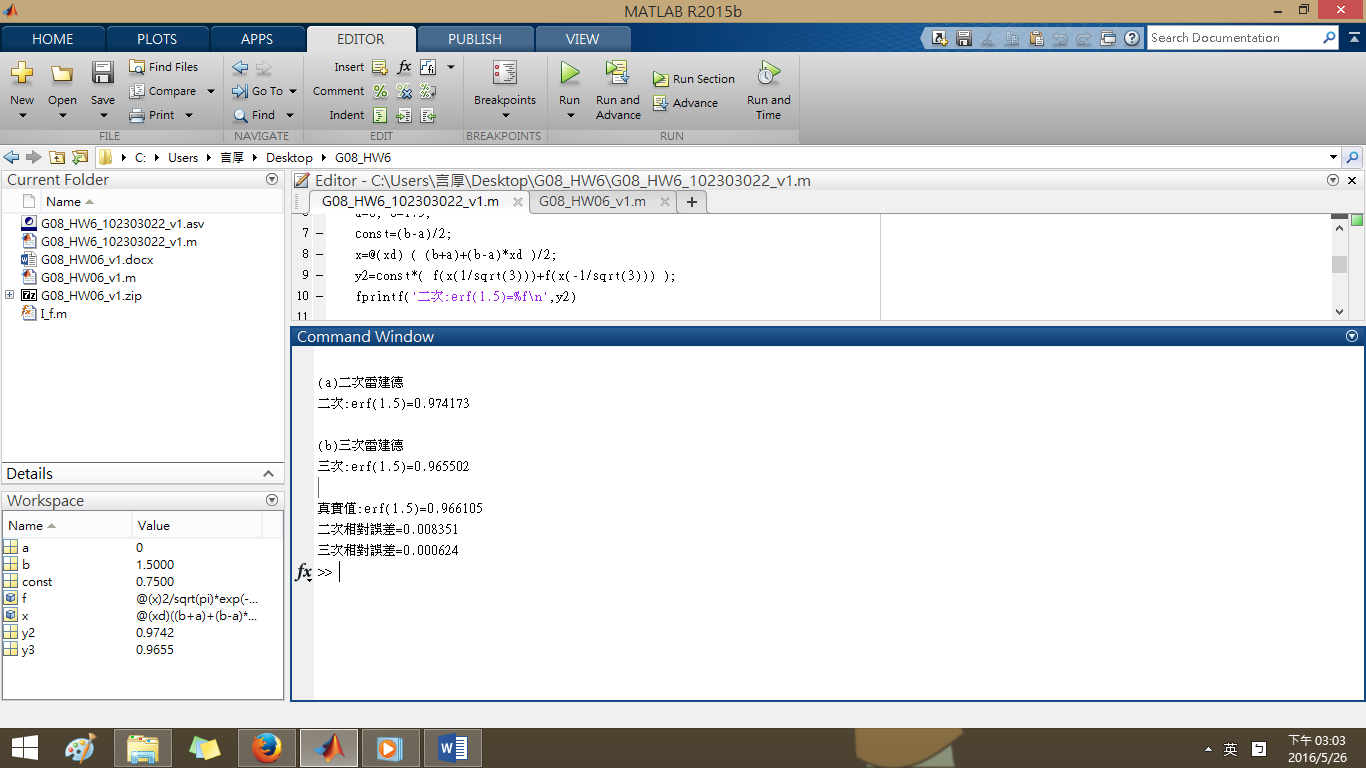 MATLAB R2015b
HOME PLOTS APPS EDITOR PUBLISH VIEW
Search Documentation
New Open Save Find Files Compare Print
Go To Find
Insert fx
Comment
Indent
Breakpoints
Run Run and Advance Run Section Advance Run and Time
FILE NAVIGATE EDIT BREAKPOINTS RUN
C: Users 言厚 Desktop G08_HW6
Current Folder
Name
G08_HW6_102303022_v1.asv
G08_HW6_102303022_v1.m
G08_HW06_v1.docx
G08_HW06_v1.m
G08_HW06_v1.zip
I_f.m
Details
Workspace
Name Value
a 0
b 1.5000
const 0.7500
f @(x)2/sqrt(pi)*exp(-...
x @(xd)((b+a)+(b-a)*...
y2 0.9742
y3 0.9655
Editor - C:\Users\言厚\Desktop\G08_HW6\G08_HW6_102303022_v1.m
G08_HW6_102303022_v1.m G08_HW06_v1.m
7 - const=(b-a)/2;
8 - x=@(xd) ( (b+a)+(b-a)*xd )/2;
9 - y2=const*( f(x(1/sqrt(3)))+f(x(-1/sqrt(3))) );
10 - fprintf('二次:erf(1.5)=%f\n',y2)
11
Command Window
(a)二次雷建德
二次:erf(1.5)=0.974173
(b)三次雷建德
三次:erf(1.5)=0.965502
真實值:erf(1.5)=0.966105
二次相對誤差=0.008351
三次相對誤差=0.000624
fx >>
英
下午 03:03
2016/5/26